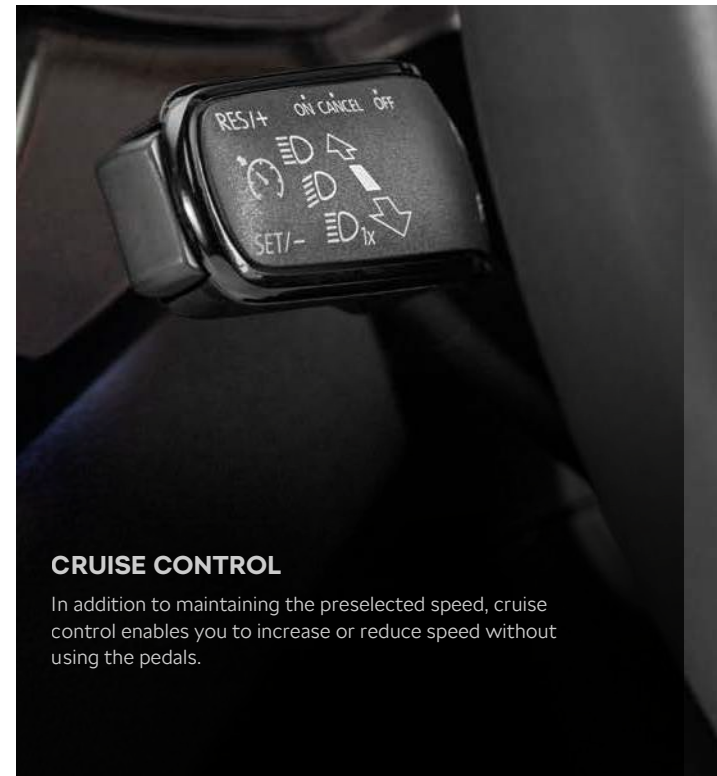 RES/+ ON CANCEL OFF
SET/- 1x
CRUISE CONTROL
In addition to maintaining the preselected speed, cruise
control enables you to increase or reduce speed without
using the pedals.